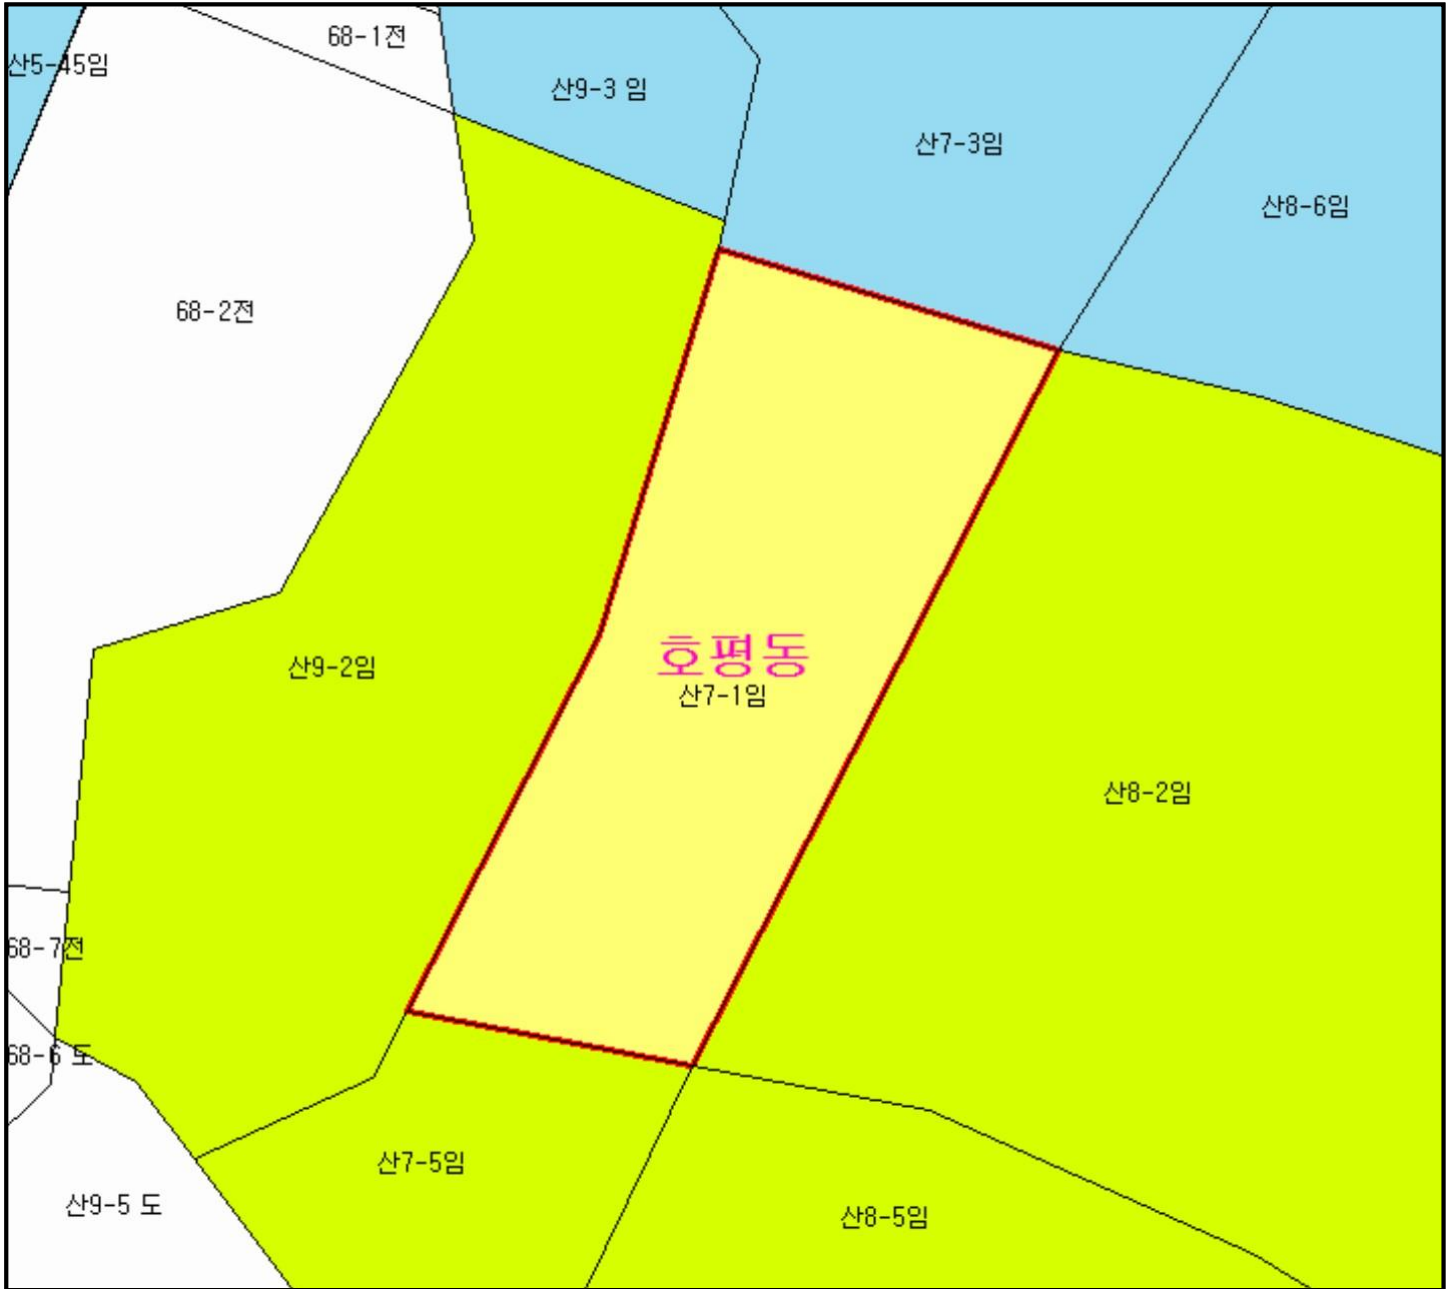 68-1전
산5-45임
산9-3 임
산7-3임
산8-6임
68-2전
호평동
산9-2임
산7-1임
산8-2임
68-7전
68-6 도
산7-5임
산9-5 도
산8-5임